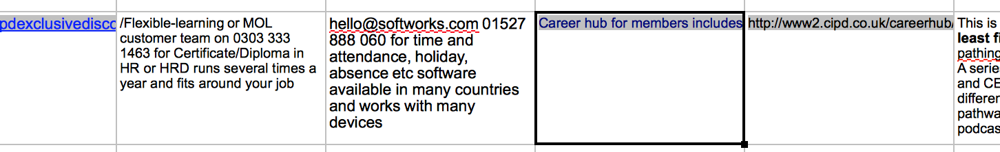 pdexclusivedisco
/Flexible-learning or MOL
customer team on 0303 333
1463 for Certificate/Diploma in
HR or HRD runs several times a
year and fits around your job
hello@softworks.com 01527
888 060 for time and
attendance, holiday,
absence etc software
available in many countries
and works with many
devices
Career hub for members includes
http://www2.cipd.co.uk/careerhub/
This is
least fi
pathing
A serie
and CE
differen
pathwa
podcas